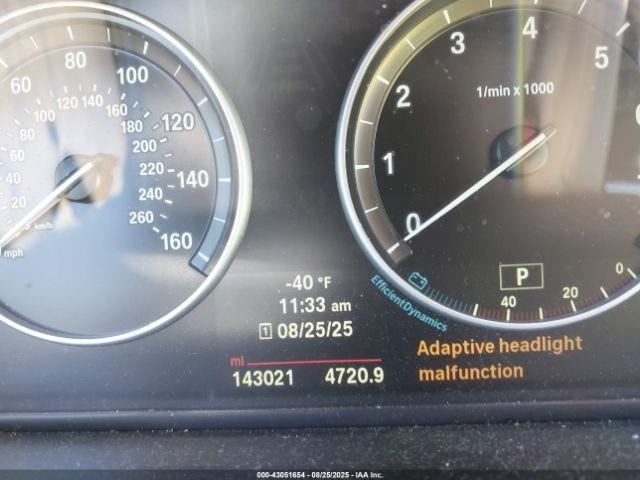 60 80 100 120 140 160
20 40 60 80 100 120 140 160 180 200 220 240 260
km/h
mph
0 1 2 3 4 5
1/min x 1000
P
40 20 0
EfficientDynamics
-40 °F
11:33 am
1 08/25/25
mi
143021 4720.9
Adaptive headlight
malfunction
000-43051654 - 08/25/2025 - IAA Inc.